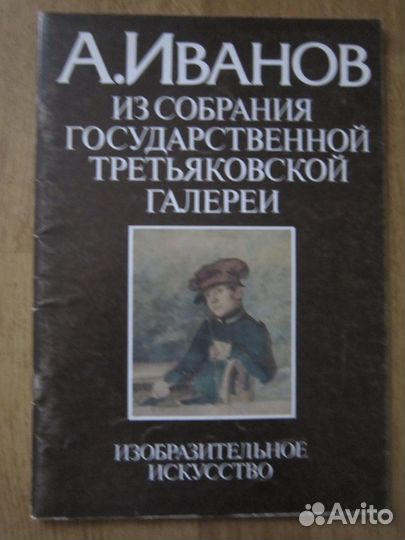 А.ИВАНОВ
ИЗ СОБРАНИЯ
ГОСУДАРСТВЕННОЙ
ТРЕТЬЯКОВСКОЙ
ГАЛЕРЕИ
ИЗОБРАЗИТЕЛЬНОЕ
ИСКУССТВО
Avito